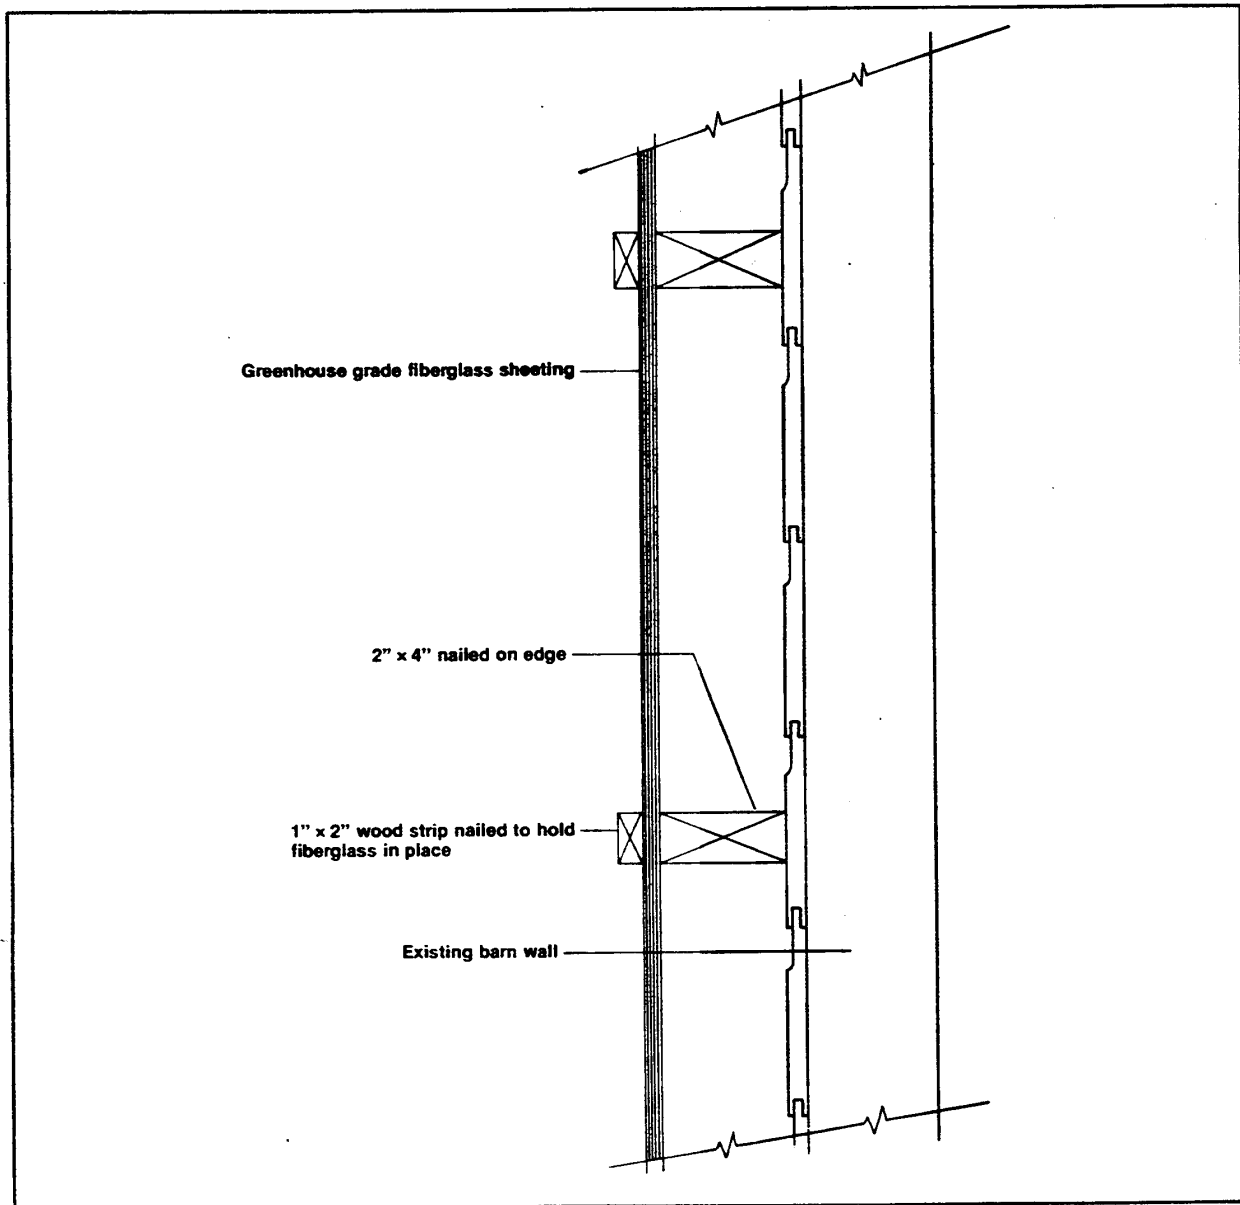 Greenhouse grade fiberglass sheeting
2” x 4” nailed on edge
1” x 2” wood strip nailed to hold
fiberglass in place
Existing barn wall